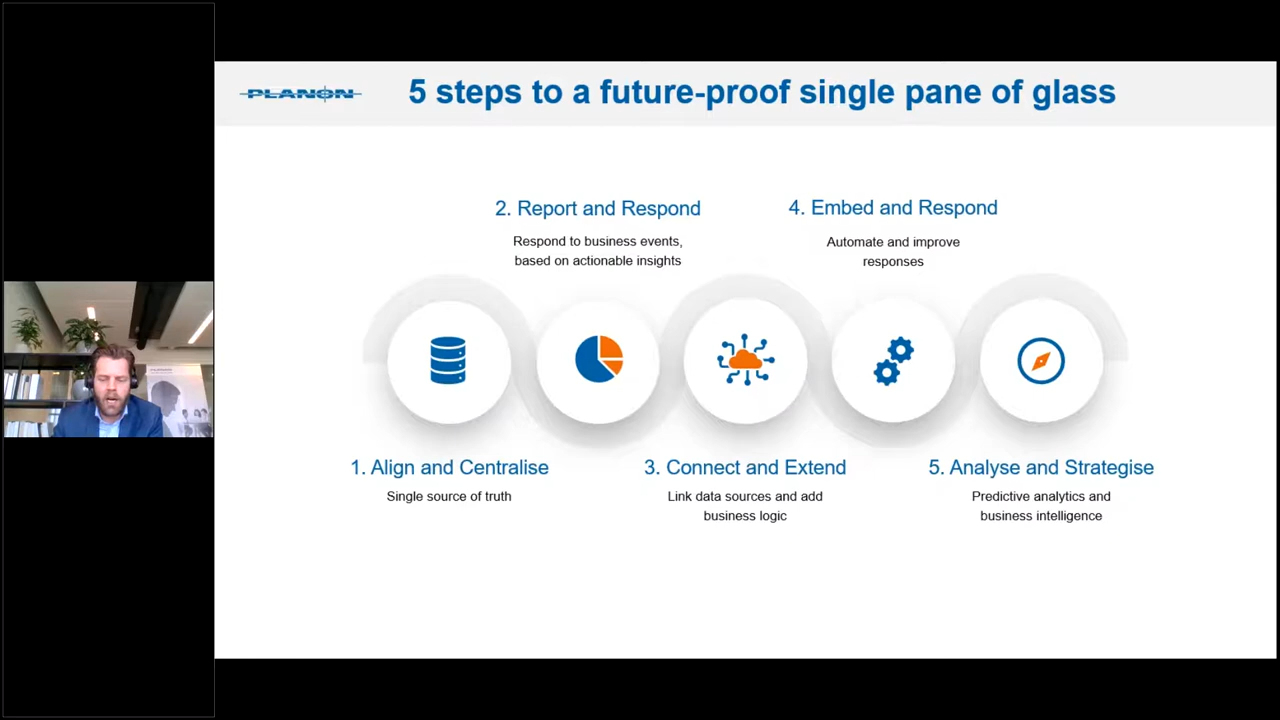 PLANON
5 steps to a future-proof single pane of glass
2. Report and Respond
Respond to business events,
based on actionable insights
4. Embed and Respond
Automate and improve
responses
1. Align and Centralise
Single source of truth
3. Connect and Extend
Link data sources and add
business logic
5. Analyse and Strategise
Predictive analytics and
business intelligence